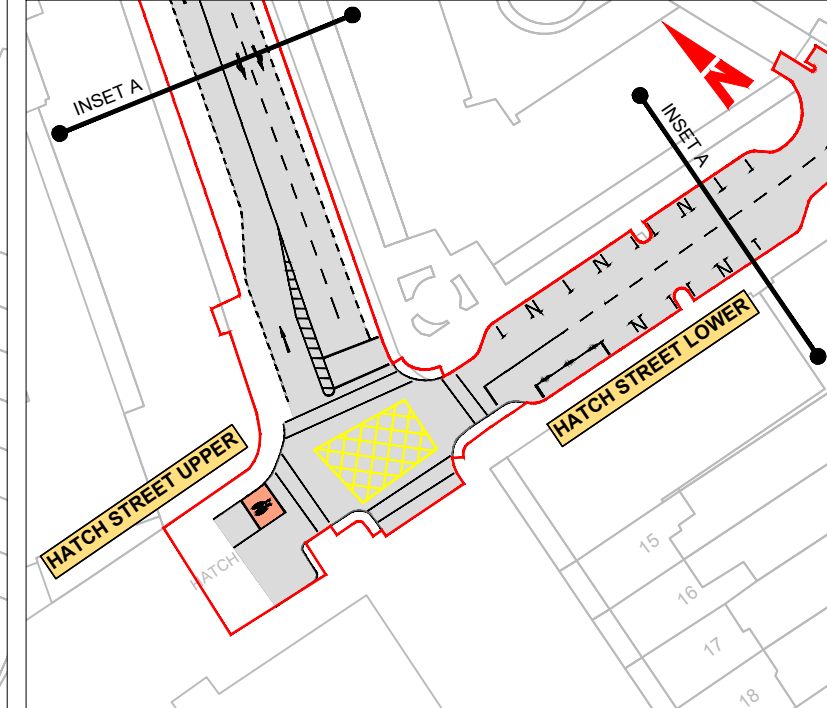 INSET A
N
INSET A
HATCH STREET LOWER
HATCH STREET UPPER
HATCH
15
16
17
18